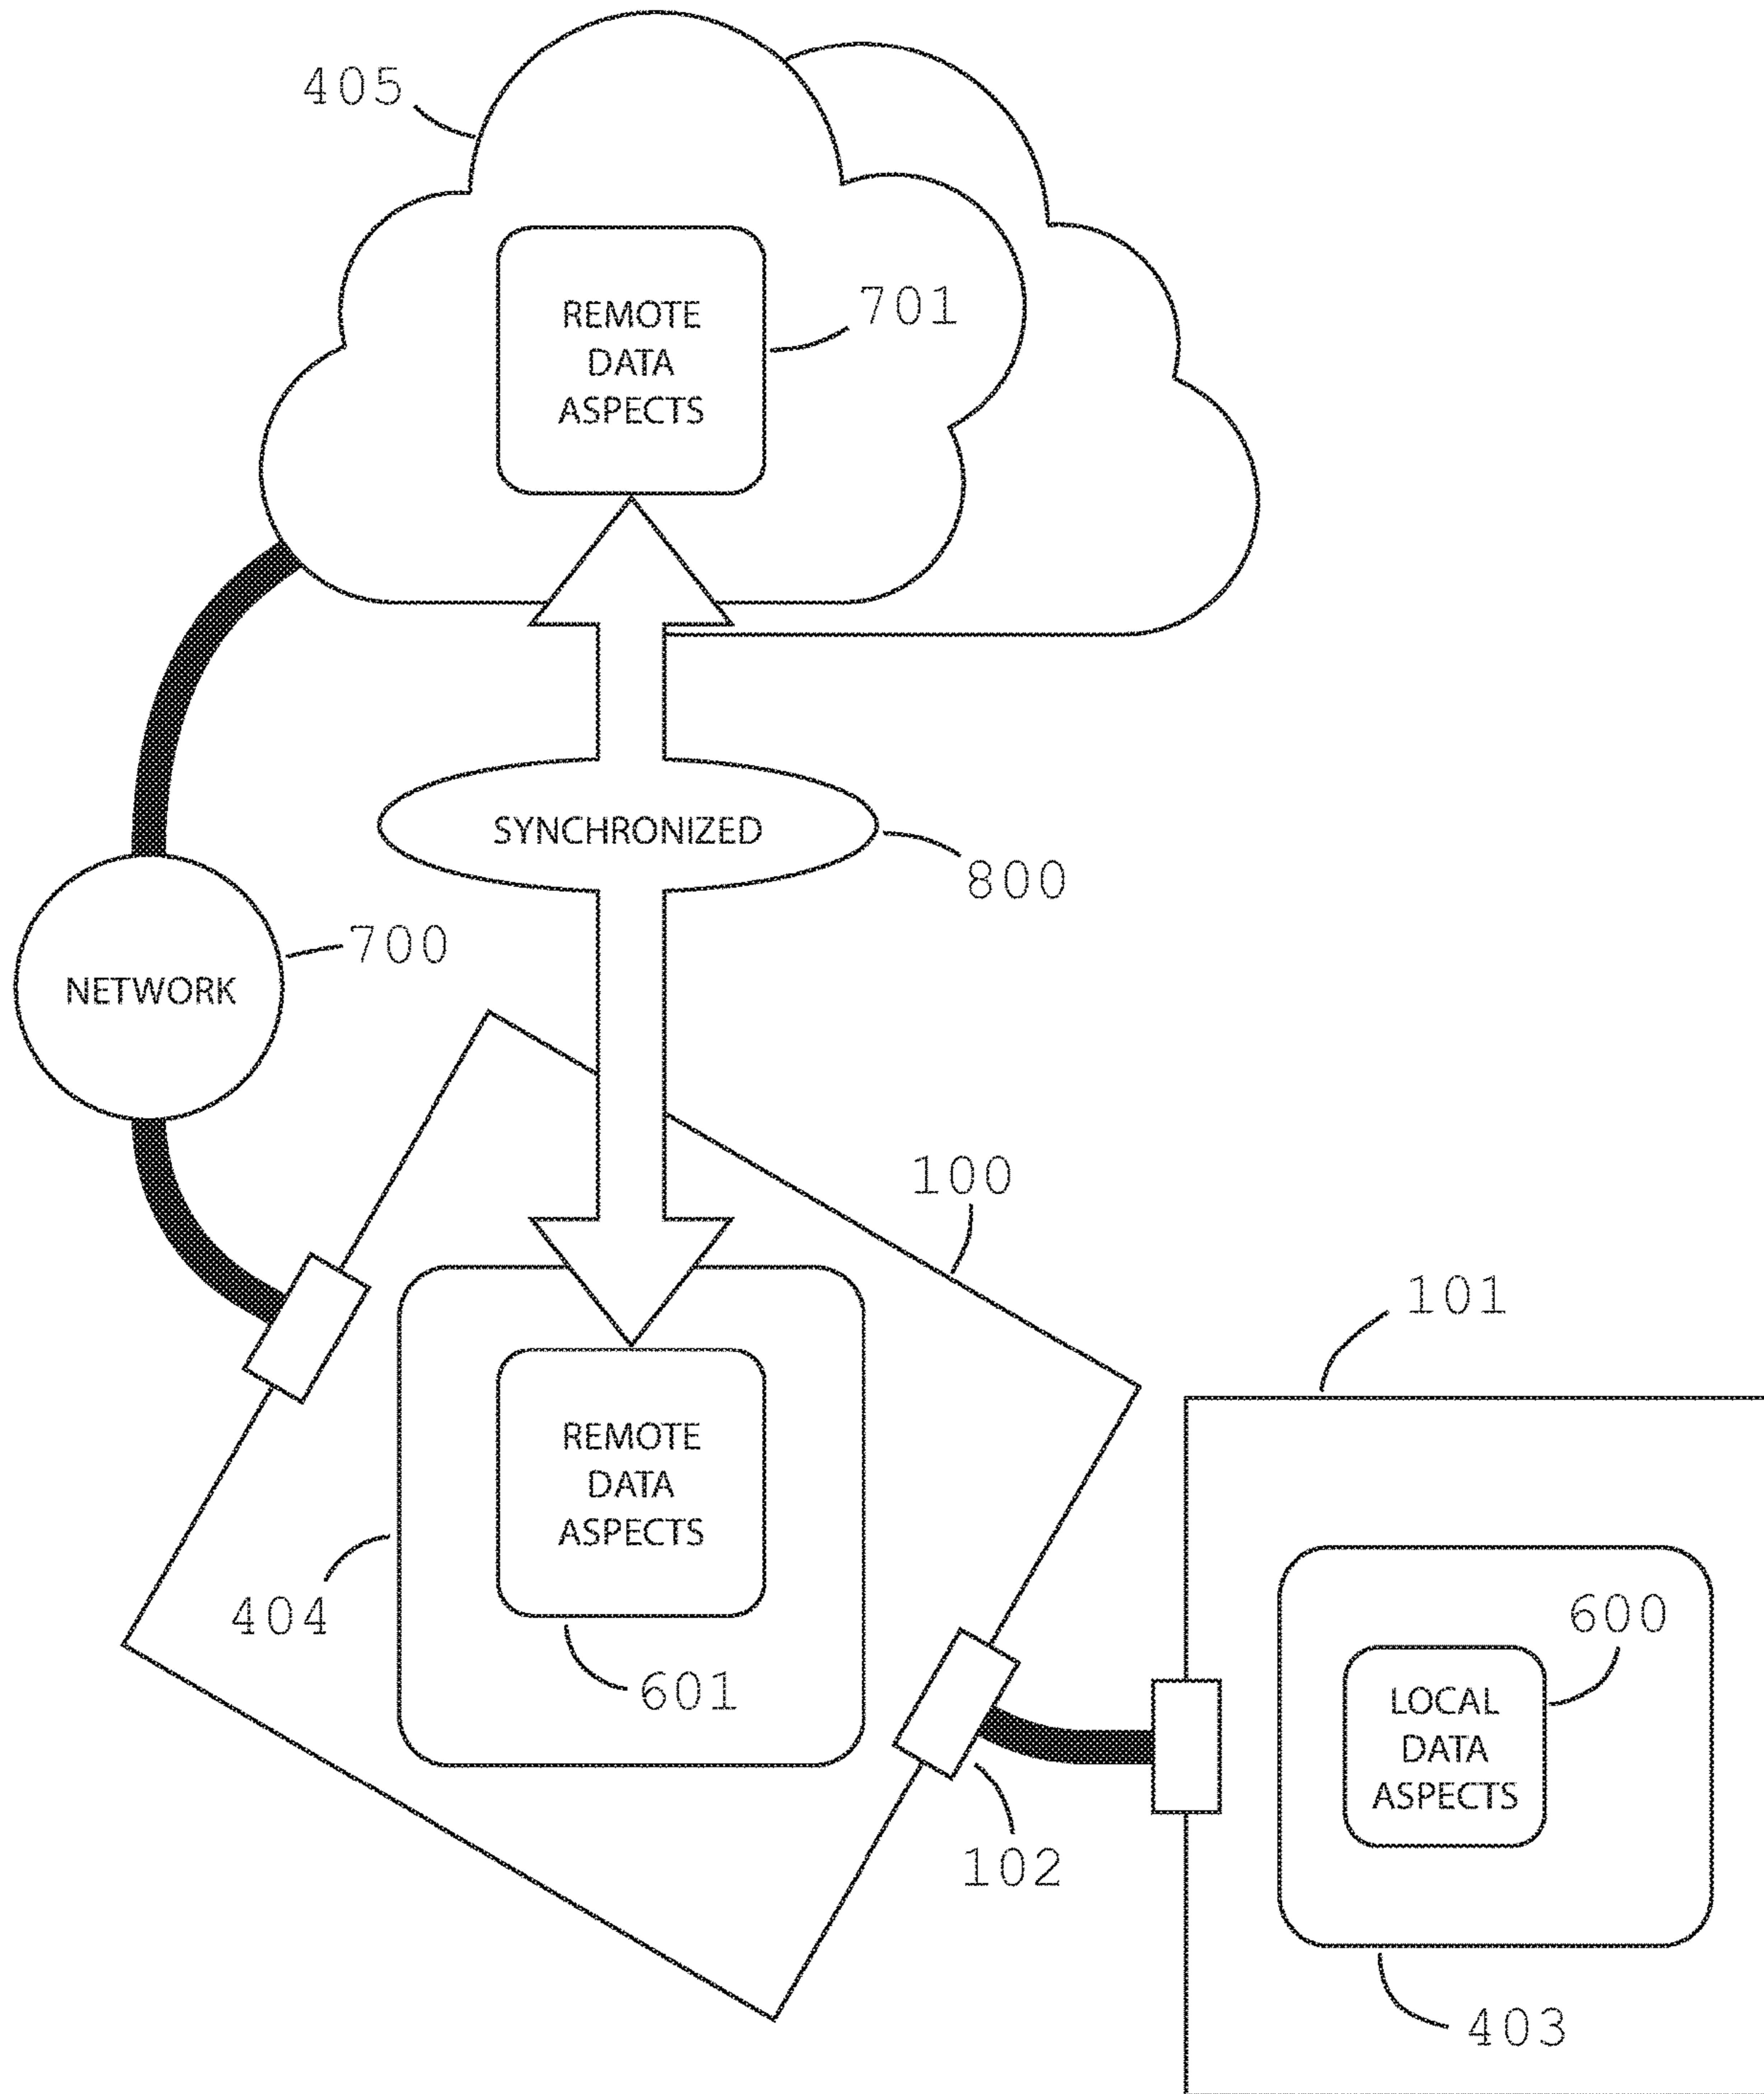 405
REMOTE
DATA
ASPECTS
701
SYNCHRONIZED
800
700
NETWORK
100
101
REMOTE
DATA
ASPECTS
404
601
600
LOCAL
DATA
ASPECTS
102
403